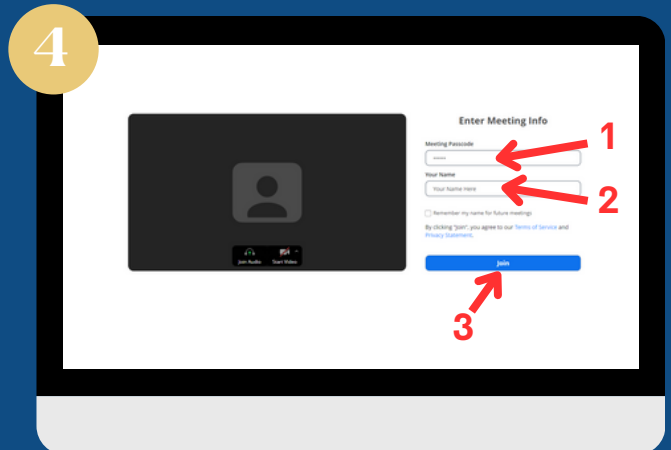 4
Enter Meeting Info
Meeting Passcode
******
1
Your Name
Your Name Here
2
Remember my name for future meetings
By clicking "Join", you agree to our Terms of Service and
Privacy Statement.
Join Audio Start Video
Join
3